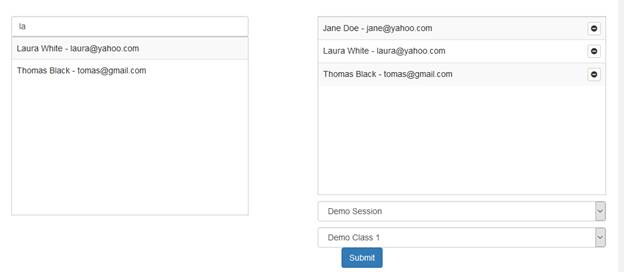 la
Laura White - laura@yahoo.com
Thomas Black - tomas@gmail.com
Jane Doe - jane@yahoo.com
Laura White - laura@yahoo.com
Thomas Black - tomas@gmail.com
Demo Session
Demo Class 1
Submit